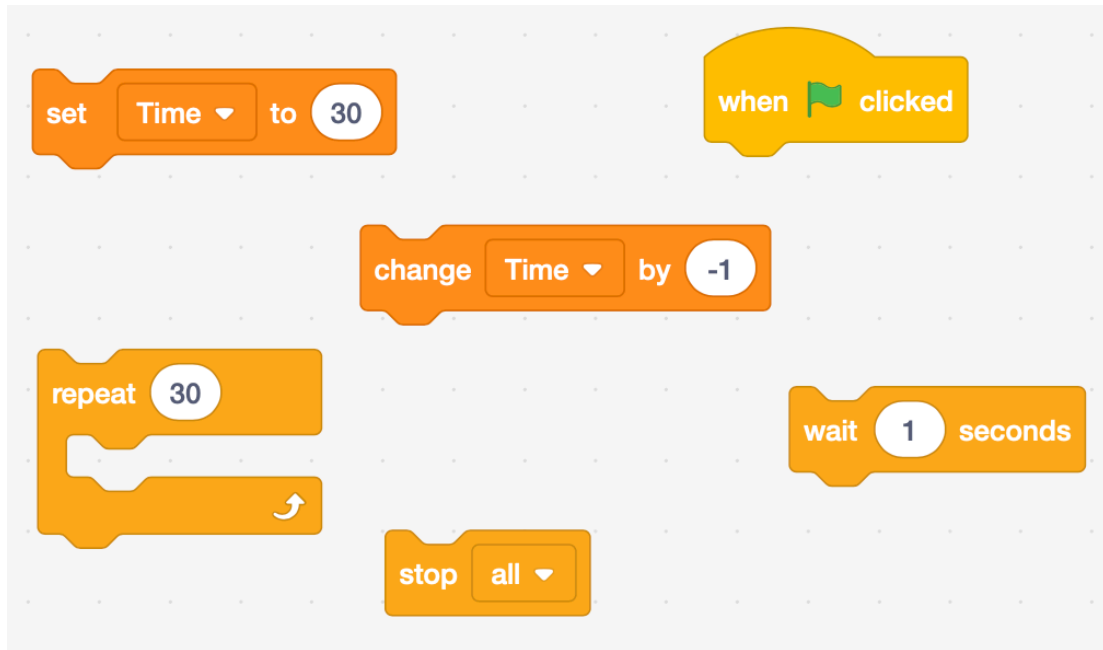 set Time to 30
when clicked
change Time by -1
repeat 30
wait 1 seconds
stop all